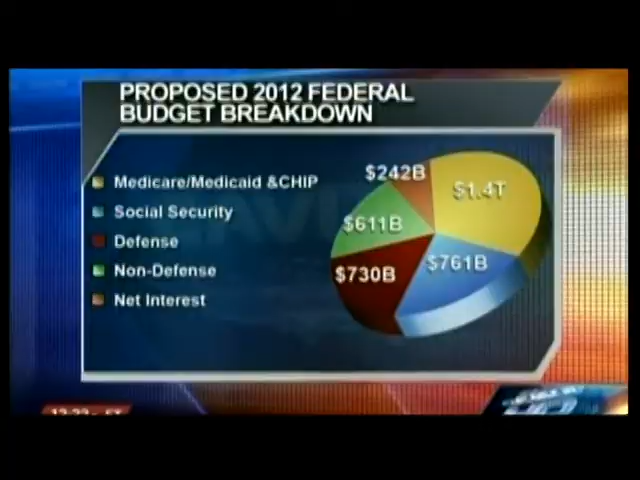 PROPOSED 2012 FEDERAL
BUDGET BREAKDOWN
Medicare/Medicaid &CHIP
Social Security
Defense
Non-Defense
Net Interest
$242B
$1.4T
$611B
$761B
$730B